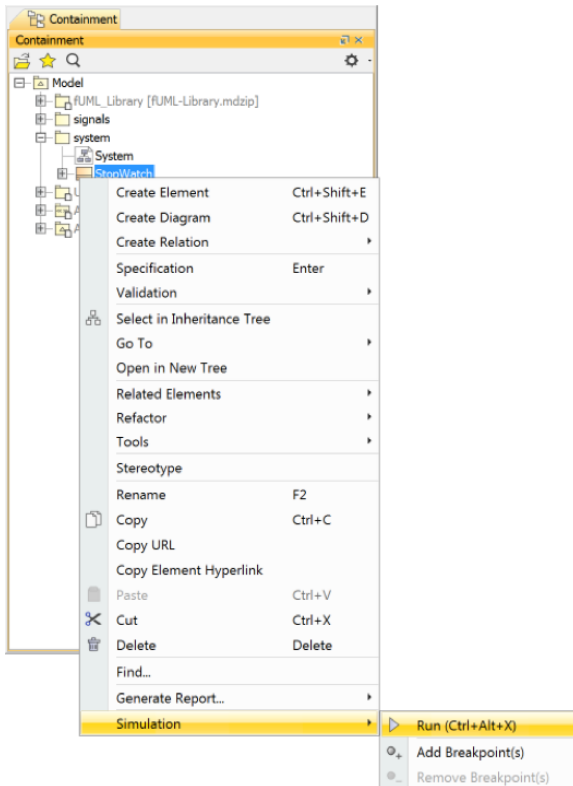 Containment
Containment
Model
fUML_Library [fUML-Library.mdzip]
signals
system
System
StopWatch
Create Element Ctrl+Shift+E
Create Diagram Ctrl+Shift+D
Create Relation
Specification Enter
Validation
Select in Inheritance Tree
Go To
Open in New Tree
Related Elements
Refactor
Tools
Stereotype
Rename F2
Copy Ctrl+C
Copy URL
Copy Element Hyperlink
Paste Ctrl+V
Cut Ctrl+X
Delete Delete
Find...
Generate Report...
Simulation
Run (Ctrl+Alt+X)
Add Breakpoint(s)
Remove Breakpoint(s)